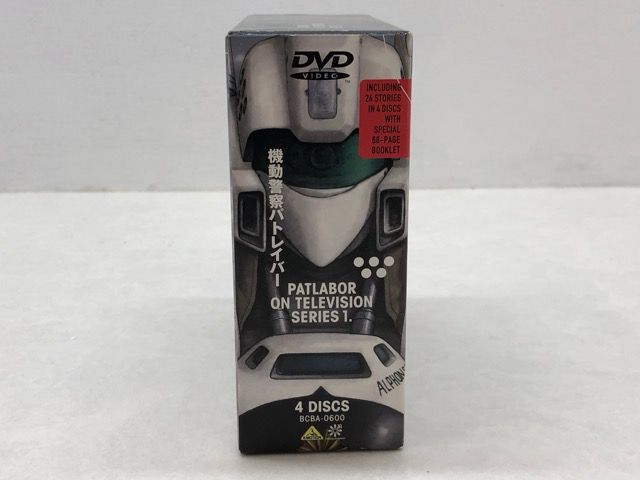 DVD
VIDEO
INCLUDING
24 STORIES
IN 4 DISCS
WITH
SPECIAL
68-PAGE
BOOKLET
機動警察パトレイバー
PATLABOR
ON TELEVISION
SERIES 1.
ALPHONSE
4 DISCS
BCBA-0600